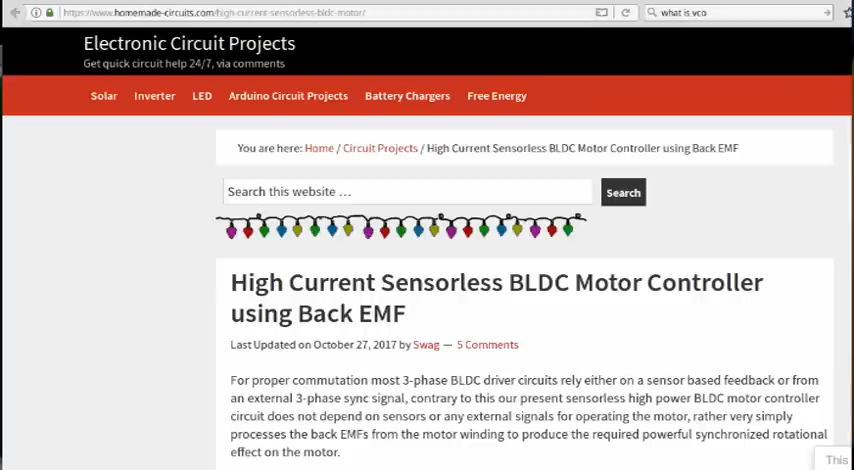 https://www.homemade-circuits.com/high-current-sensorless-bldc-motor/
what is vco
Electronic Circuit Projects
Get quick circuit help 24/7, via comments
Solar Inverter LED Arduino Circuit Projects Battery Chargers Free Energy
You are here: Home / Circuit Projects / High Current Sensorless BLDC Motor Controller using Back EMF
Search this website …
Search
High Current Sensorless BLDC Motor Controller
using Back EMF
Last Updated on October 27, 2017 by Swag — 5 Comments
For proper commutation most 3-phase BLDC driver circuits rely either on a sensor based feedback or from
an external 3-phase sync signal, contrary to this our present sensorless high power BLDC motor controller
circuit does not depend on sensors or any external signals for operating the motor, rather very simply
processes the back EMFs from the motor winding to produce the required powerful synchronized rotational
effect on the motor.
This